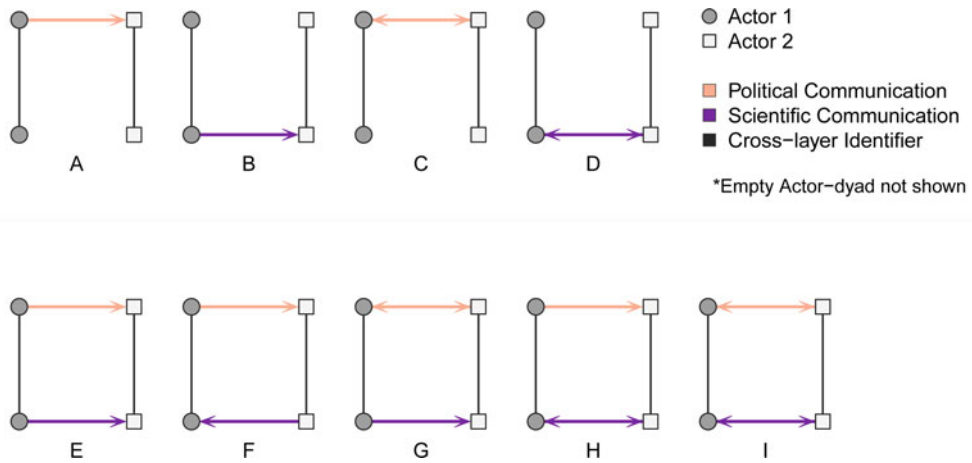 Actor 1
Actor 2
Political Communication
Scientific Communication
Cross−layer Identifier
*Empty Actor−dyad not shown
A B C D
E F G H I